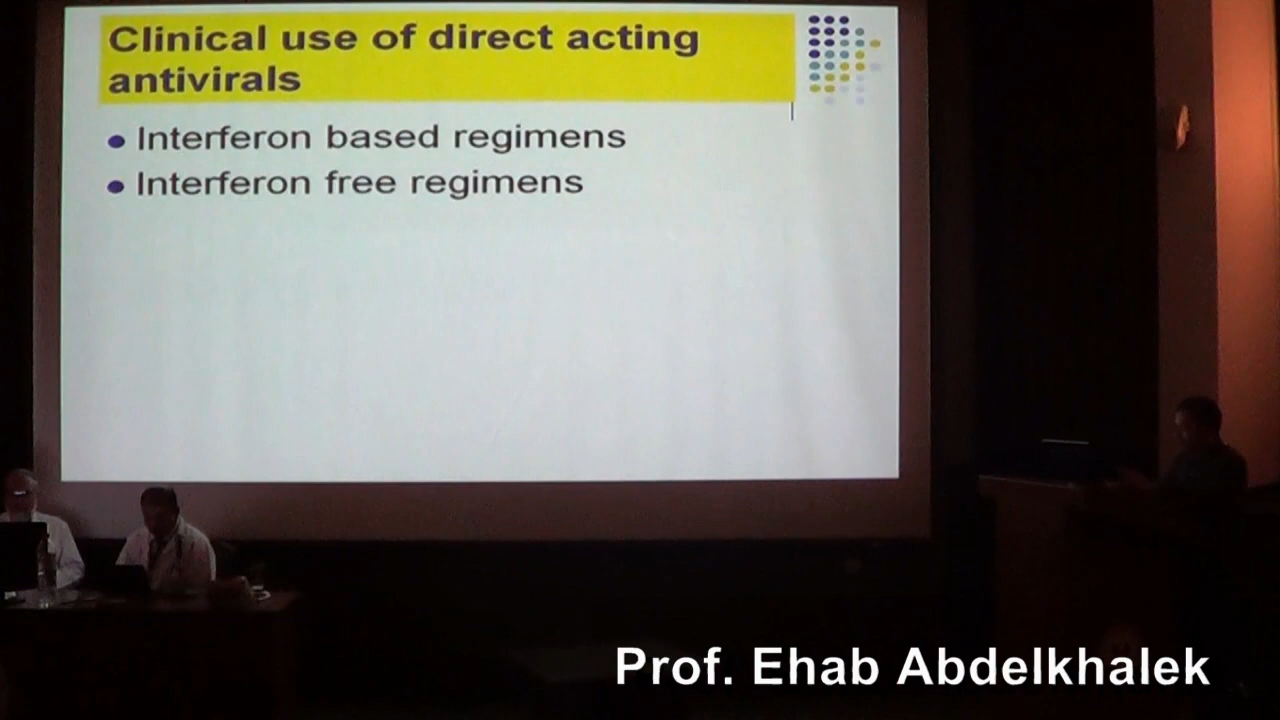 Clinical use of direct acting
antivirals
Interferon based regimens
Interferon free regimens
Prof. Ehab Abdelkhalek